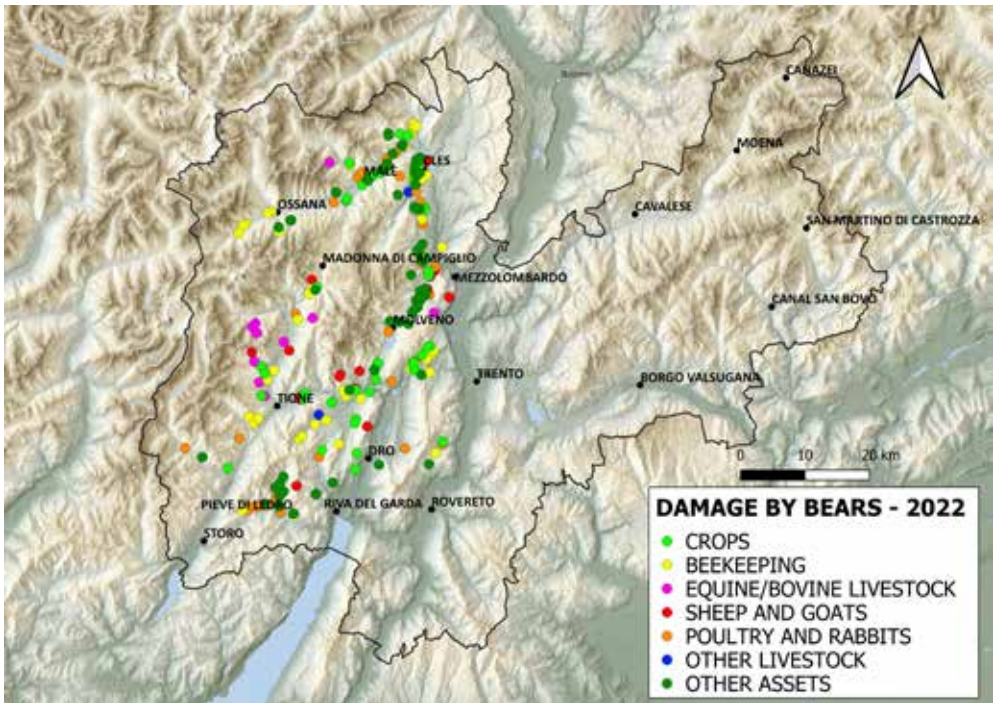 CANAZEI
MOENA
CLES
MALÈ
OSSANA
CAVALESE
SAN MARTINO DI CASTROZZA
MADONNA DI CAMPIGLIO
MEZZOLOMBARDO
CANAL SAN BOVO
MOLVENO
TRENTO
BORGO VALSUGANA
TIONE
DRO
PIEVE DI LEDRO
RIVA DEL GARDA
ROVERETO
STORO
0 10 20 km
DAMAGE BY BEARS - 2022
CROPS
BEEKEEPING
EQUINE/BOVINE LIVESTOCK
SHEEP AND GOATS
POULTRY AND RABBITS
OTHER LIVESTOCK
OTHER ASSETS